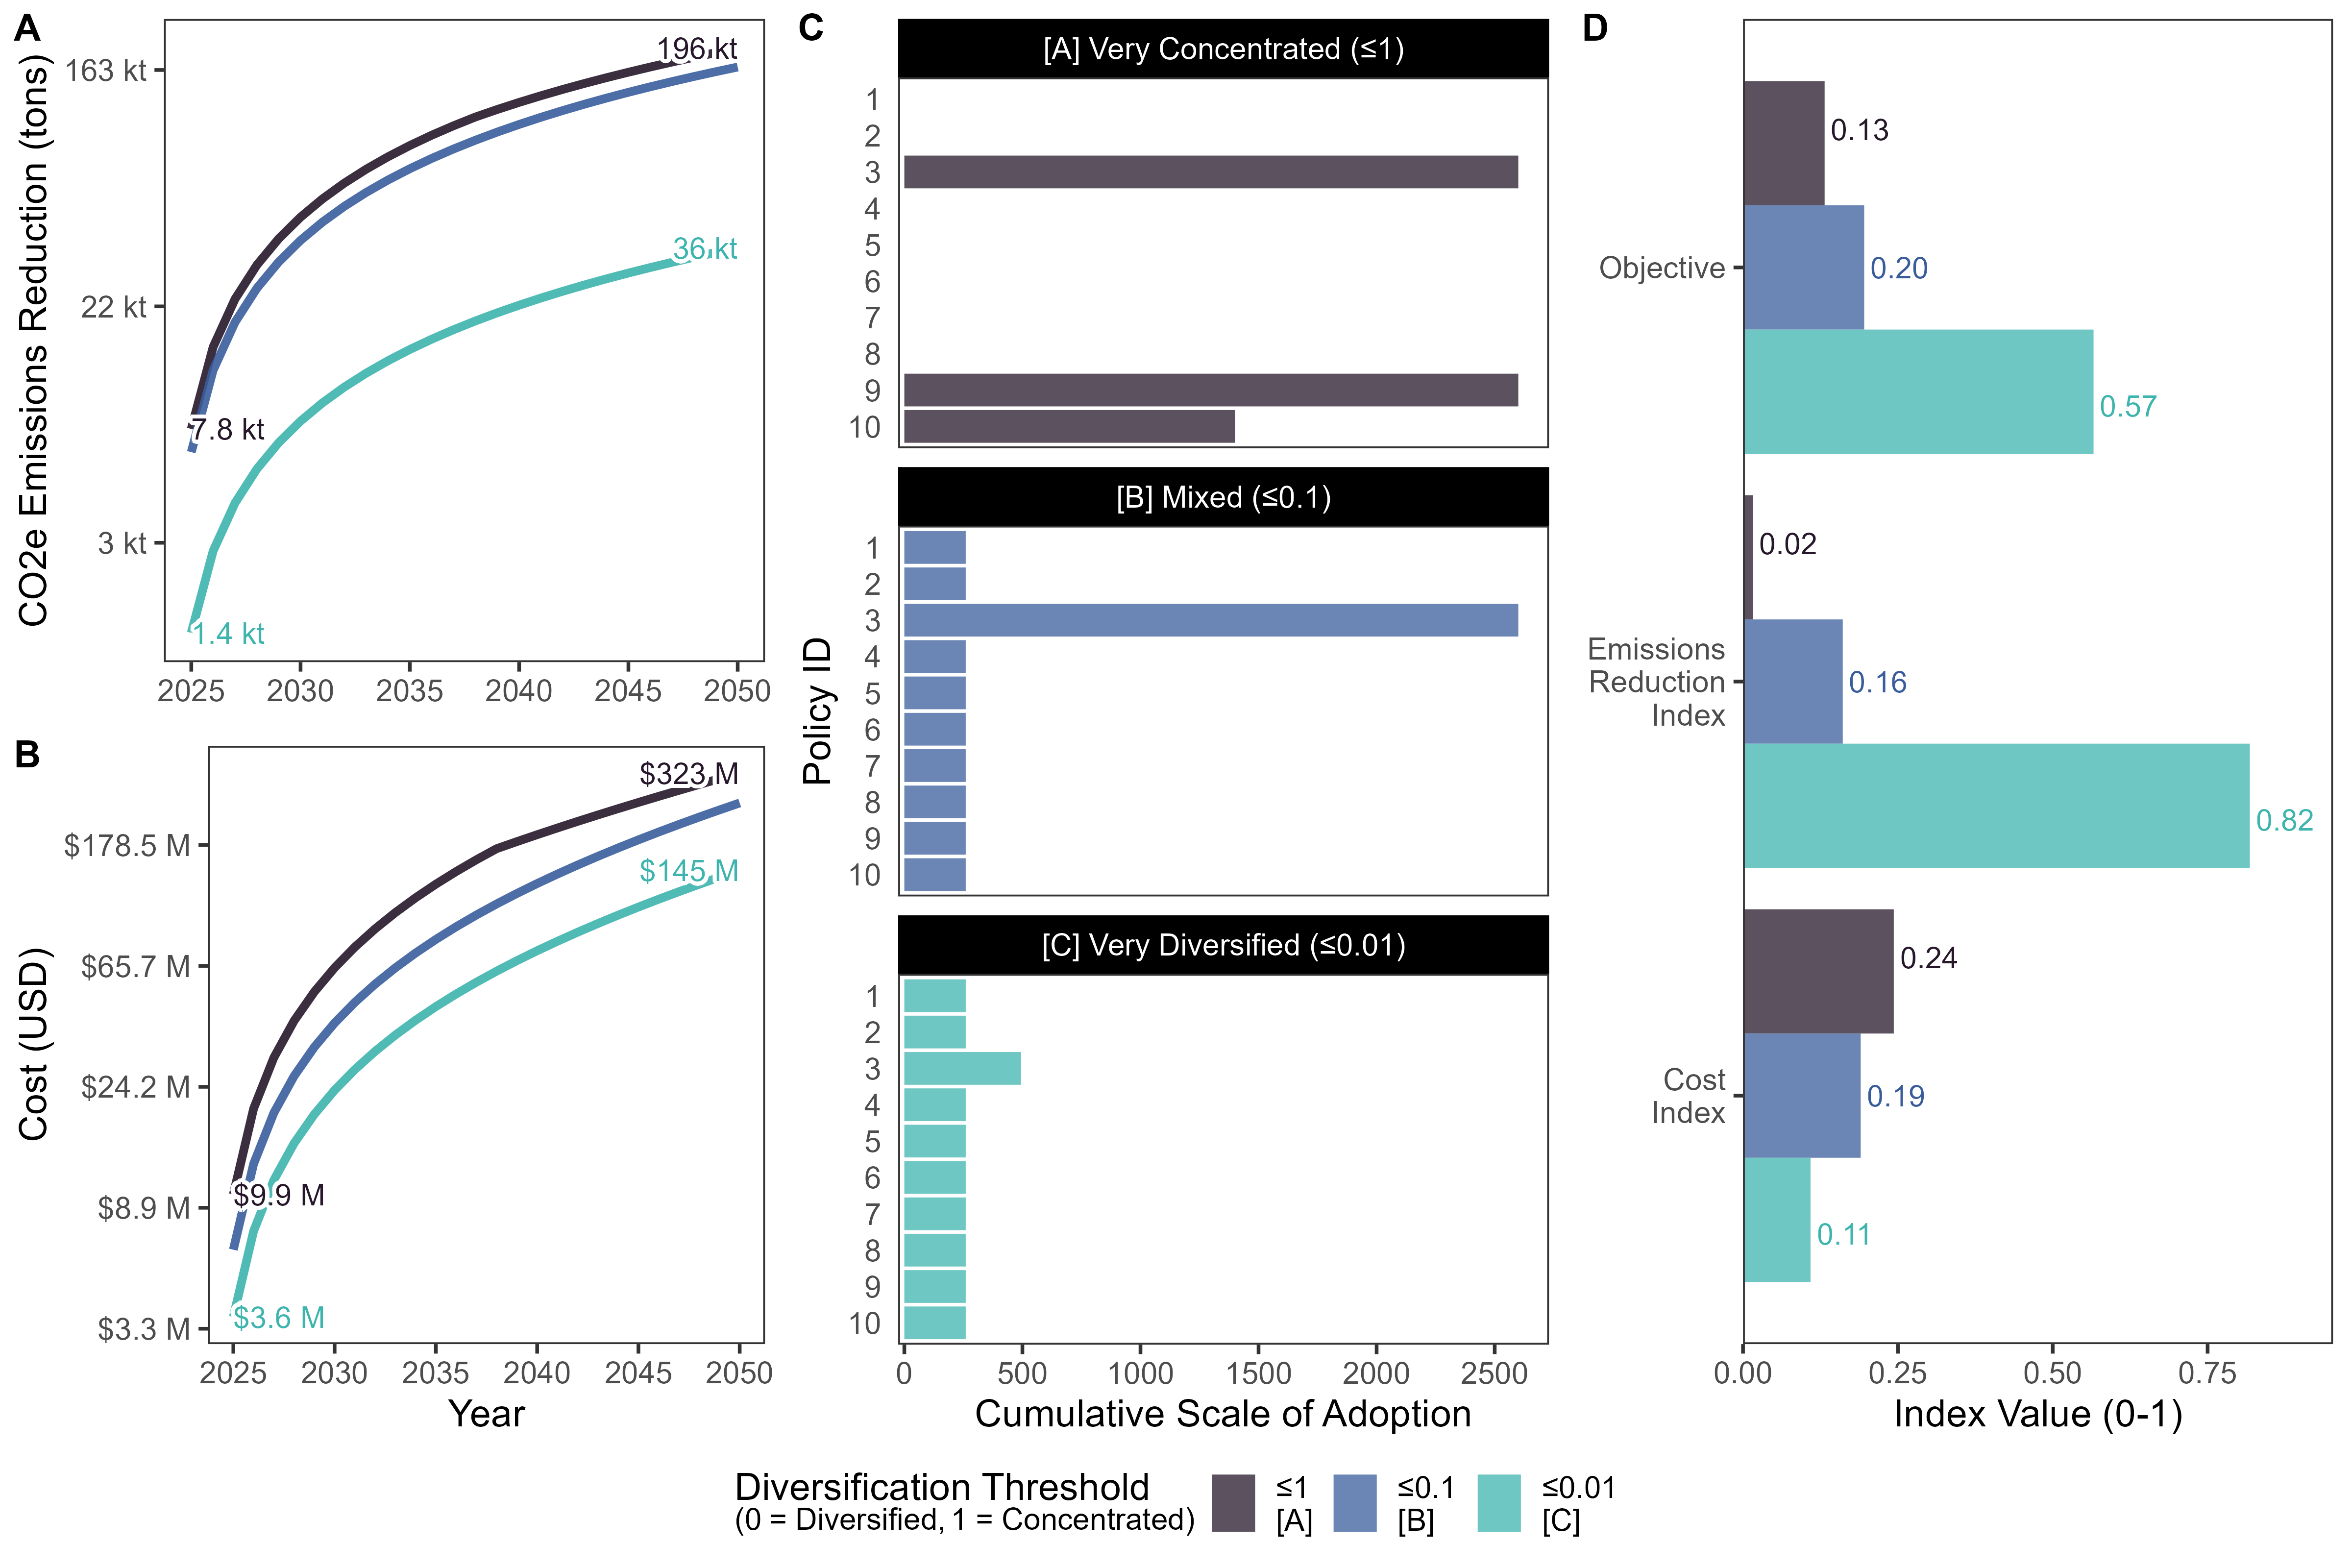 A
CO2e Emissions Reduction (tons)
163 kt
22 kt
3 kt
196 kt
36 kt
7.8 kt
1.4 kt
2025 2030 2035 2040 2045 2050
B
Cost (USD)
$178.5 M
$65.7 M
$24.2 M
$8.9 M
$3.3 M
$323 M
$145 M
$9.9 M
$3.6 M
2025 2030 2035 2040 2045 2050
Year
C
Policy ID
[A] Very Concentrated (≤1)
1
2
3
4
5
6
7
8
9
10
[B] Mixed (≤0.1)
1
2
3
4
5
6
7
8
9
10
[C] Very Diversified (≤0.01)
1
2
3
4
5
6
7
8
9
10
0 500 1000 1500 2000 2500
Cumulative Scale of Adoption
D
Objective
0.13
0.20
0.57
Emissions
Reduction
Index
0.02
0.16
0.82
Cost
Index
0.24
0.19
0.11
0.00 0.25 0.50 0.75
Index Value (0-1)
Diversification Threshold
(0 = Diversified, 1 = Concentrated)
≤1
[A]
≤0.1
[B]
≤0.01
[C]